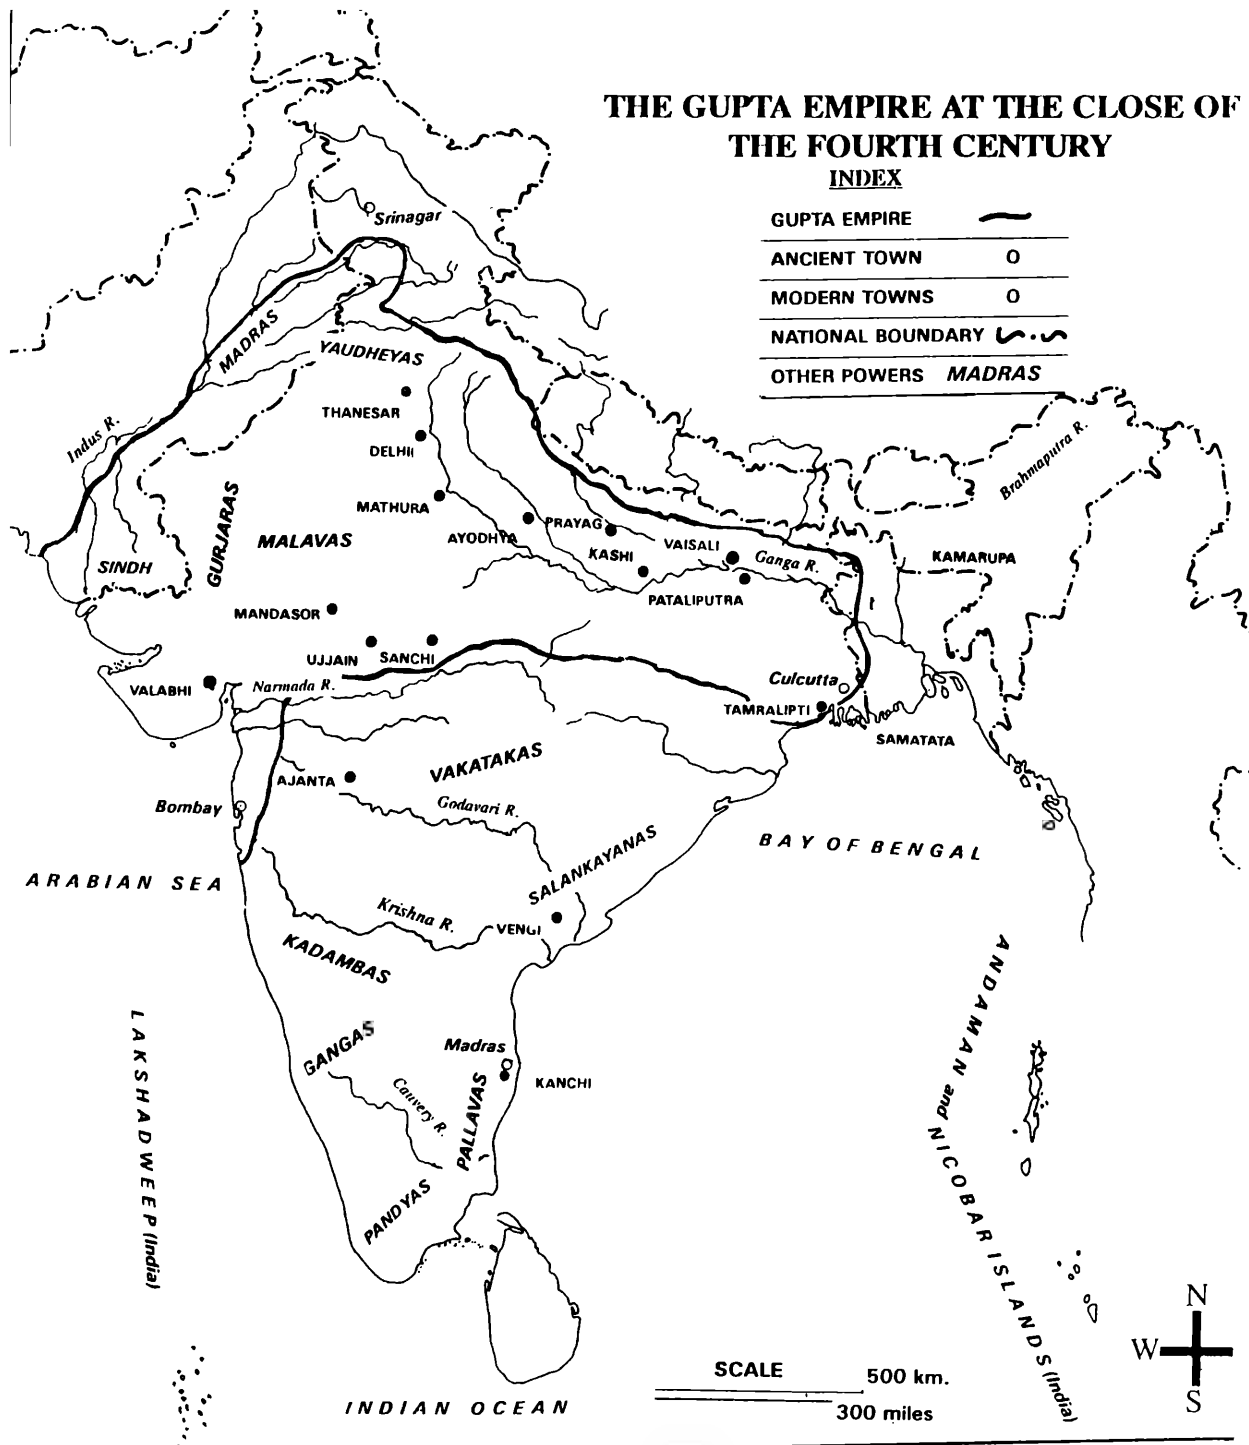 THE GUPTA EMPIRE AT THE CLOSE OF
THE FOURTH CENTURY
INDEX
GUPTA EMPIRE
ANCIENT TOWN
MODERN TOWNS
NATIONAL BOUNDARY
OTHER POWERS MADRAS
Srinagar
MADRAS
YAUDHEYAS
THANESAR
DELHI
Indus R.
Brahmaputra R.
MATHURA
GURJARAS
MALAVAS
AYODHYA
PRAYAG
KASHI
VAISALI
Ganga R.
KAMARUPA
SINDH
PATALIPUTRA
MANDASOR
UJJAIN
SANCHI
VALABHI
Narmada R.
Culcutta
TAMRALIPTI
SAMATATA
AJANTA
VAKATAKAS
Bombay
Godavari R.
BAY OF BENGAL
ARABIAN SEA
SALANKAYANAS
Krishna R.
VENGI
KADAMBAS
GANGAS
Madras
KANCHI
Cauvery R.
PALLAVAS
PANDYAS
LAKSHADWEEP (India)
ANDAMAN and NICOBAR ISLANDS (India)
N
W
S
SCALE
500 km.
300 miles
INDIAN OCEAN